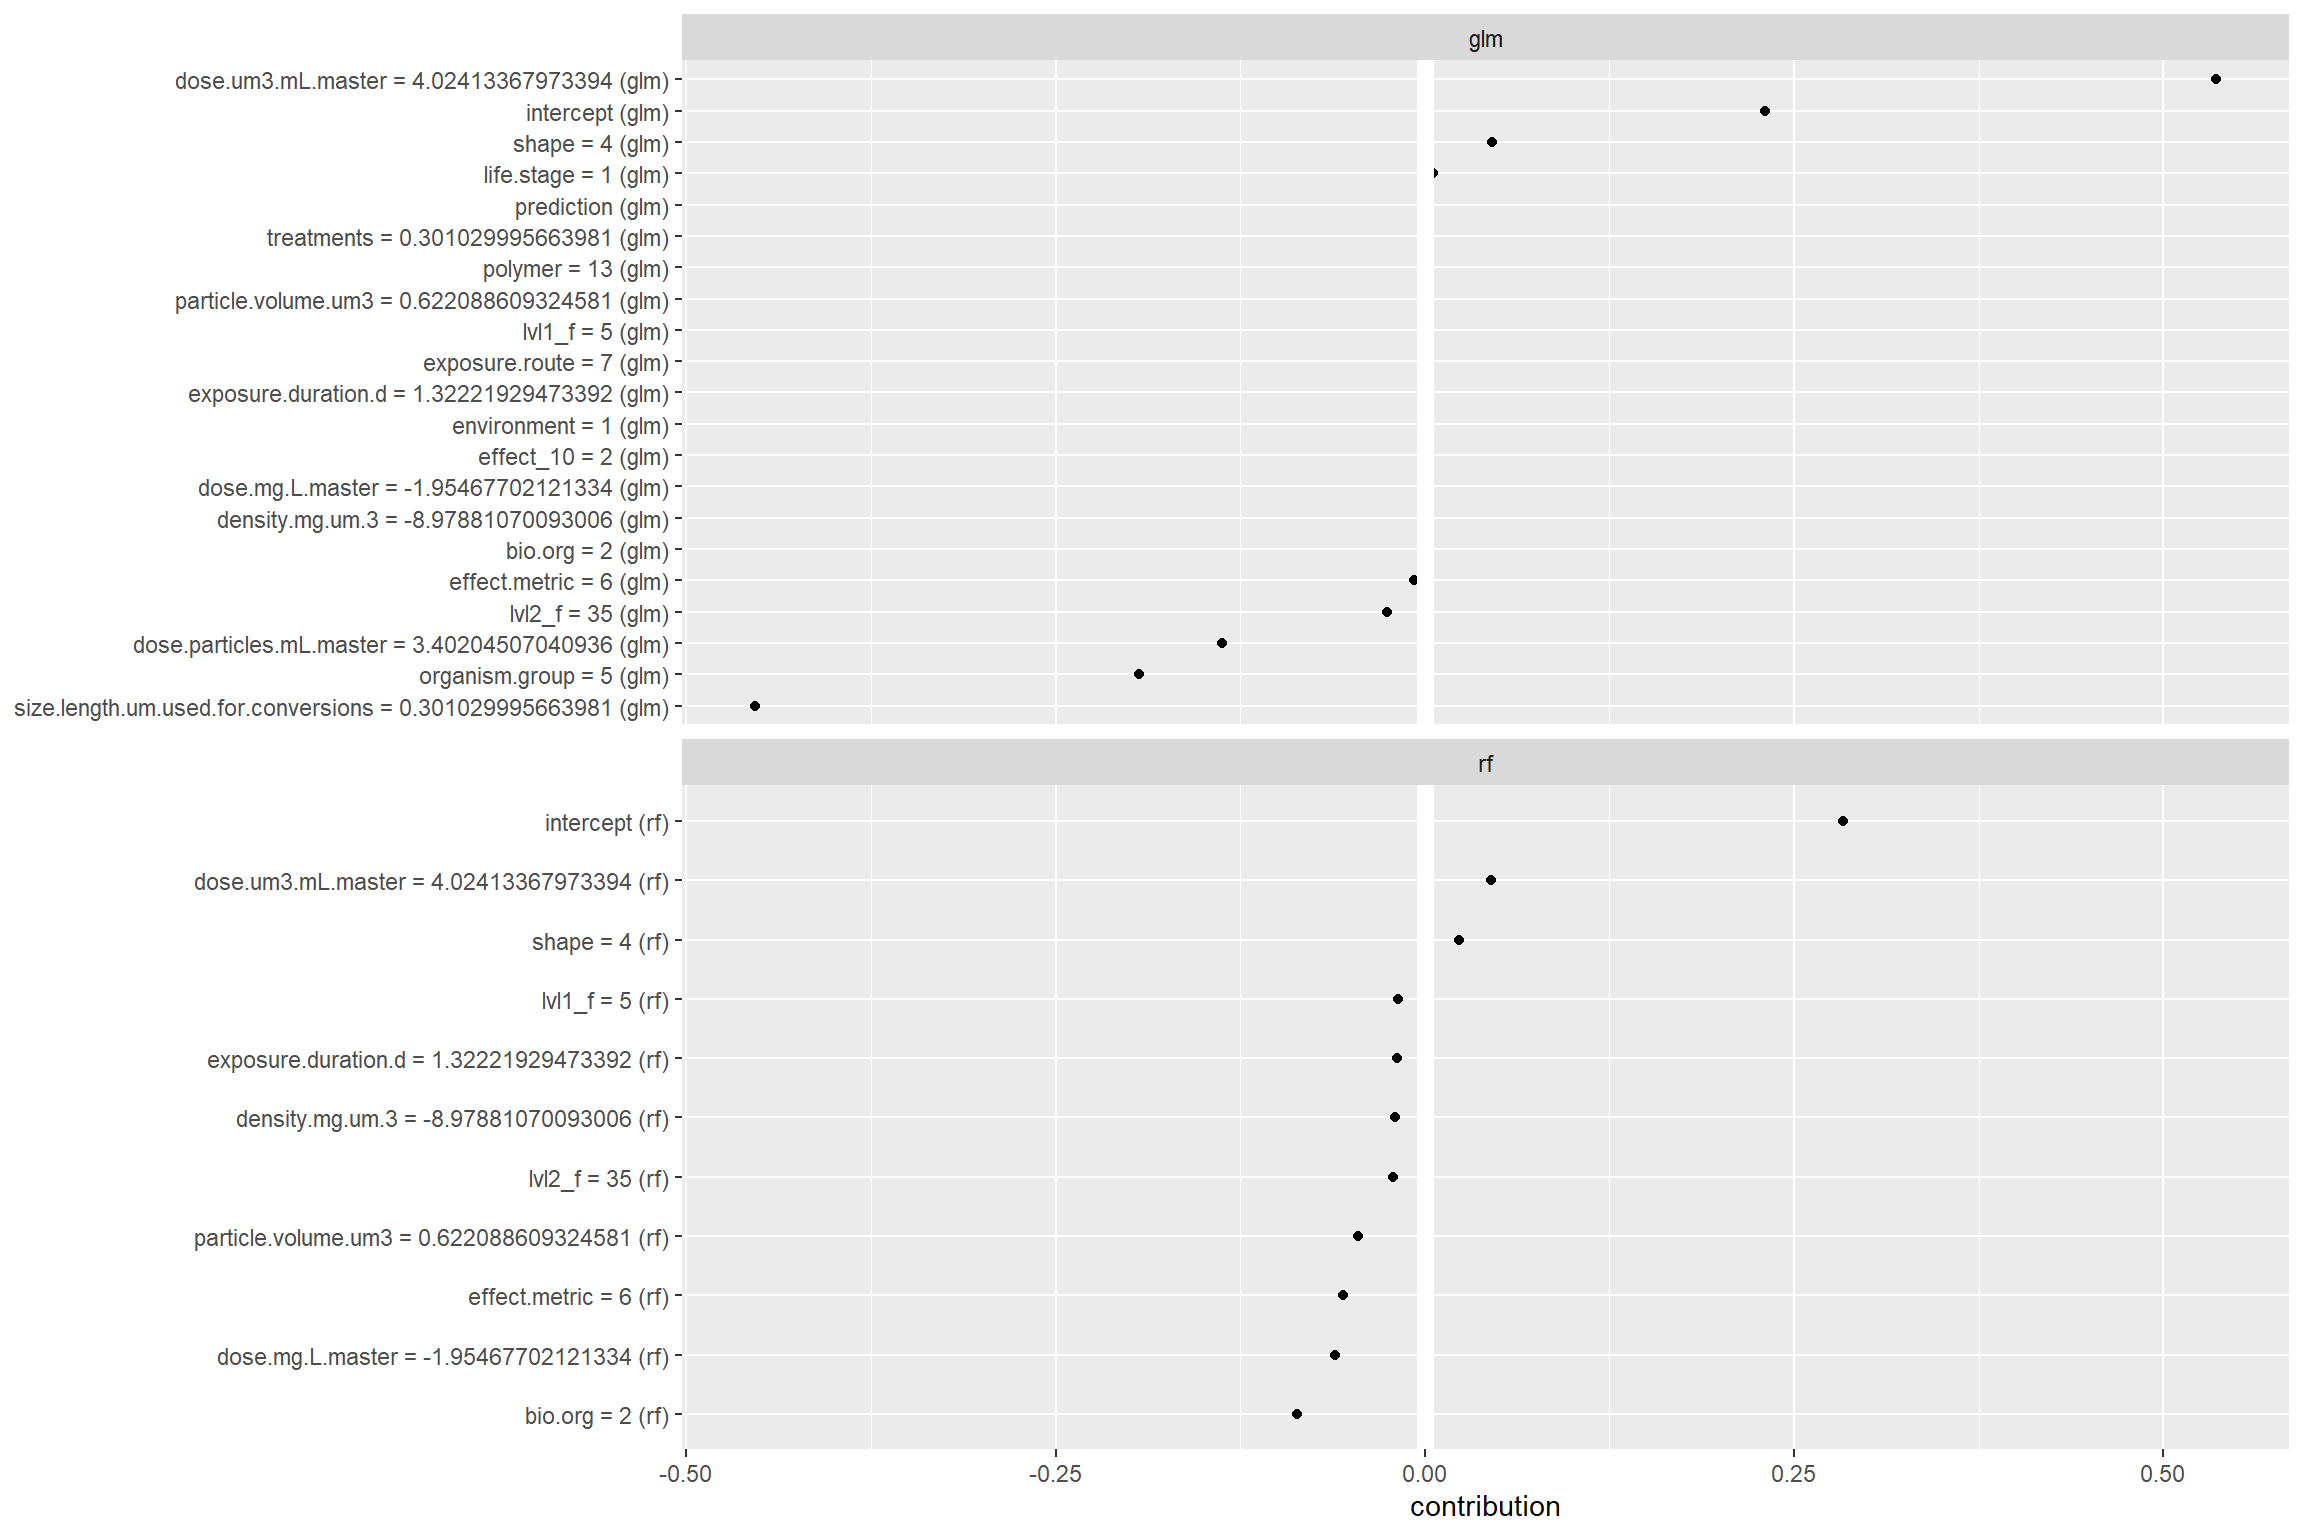 glm
dose.um3.mL.master = 4.02413367973394 (glm)
intercept (glm)
shape = 4 (glm)
life.stage = 1 (glm)
prediction (glm)
treatments = 0.301029995663981 (glm)
polymer = 13 (glm)
particle.volume.um3 = 0.622088609324581 (glm)
lvl1_f = 5 (glm)
exposure.route = 7 (glm)
exposure.duration.d = 1.32221929473392 (glm)
environment = 1 (glm)
effect_10 = 2 (glm)
dose.mg.L.master = -1.95467702121334 (glm)
density.mg.um.3 = -8.97881070093006 (glm)
bio.org = 2 (glm)
effect.metric = 6 (glm)
lvl2_f = 35 (glm)
dose.particles.mL.master = 3.40204507040936 (glm)
organism.group = 5 (glm)
size.length.um.used.for.conversions = 0.301029995663981 (glm)
rf
intercept (rf)
dose.um3.mL.master = 4.02413367973394 (rf)
shape = 4 (rf)
lvl1_f = 5 (rf)
exposure.duration.d = 1.32221929473392 (rf)
density.mg.um.3 = -8.97881070093006 (rf)
lvl2_f = 35 (rf)
particle.volume.um3 = 0.622088609324581 (rf)
effect.metric = 6 (rf)
dose.mg.L.master = -1.95467702121334 (rf)
bio.org = 2 (rf)
-0.50 -0.25 0.00 0.25 0.50
contribution